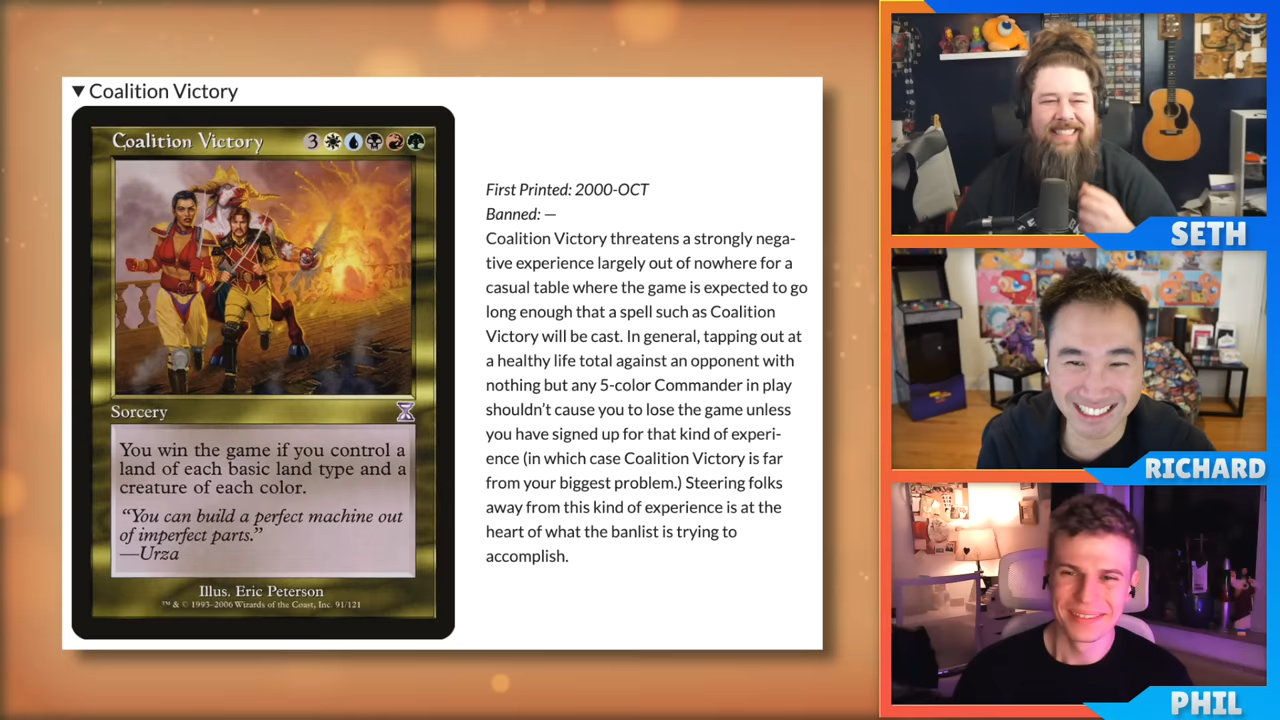 ▼ Coalition Victory
Coalition Victory 3
Sorcery
You win the game if you control a
land of each basic land type and a
creature of each color.
“You can build a perfect machine out
of imperfect parts.”
—Urza
Illus. Eric Peterson
™ & © 1993–2006 Wizards of the Coast, Inc. 91/121
First Printed: 2000-OCT
Banned: —
Coalition Victory threatens a strongly nega-
tive experience largely out of nowhere for a
casual table where the game is expected to go
long enough that a spell such as Coalition
Victory will be cast. In general, tapping out at
a healthy life total against an opponent with
nothing but any 5-color Commander in play
shouldn’t cause you to lose the game unless
you have signed up for that kind of experi-
ence (in which case Coalition Victory is far
from your biggest problem.) Steering folks
away from this kind of experience is at the
heart of what the banlist is trying to
accomplish.
SETH
RICHARD
PHIL